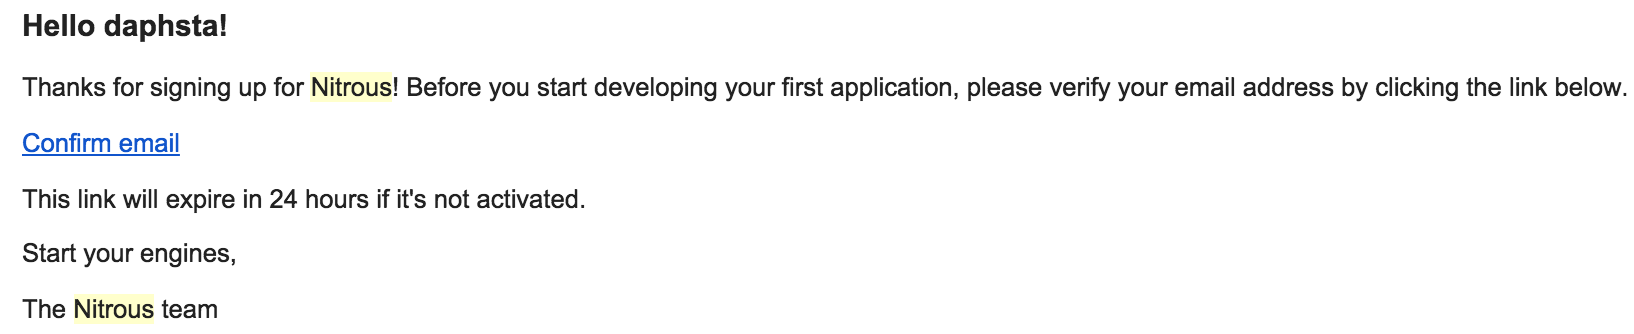 Hello daphsta!
Thanks for signing up for Nitrous! Before you start developing your first application, please verify your email address by clicking the link below.
Confirm email
This link will expire in 24 hours if it's not activated.
Start your engines,
The Nitrous team